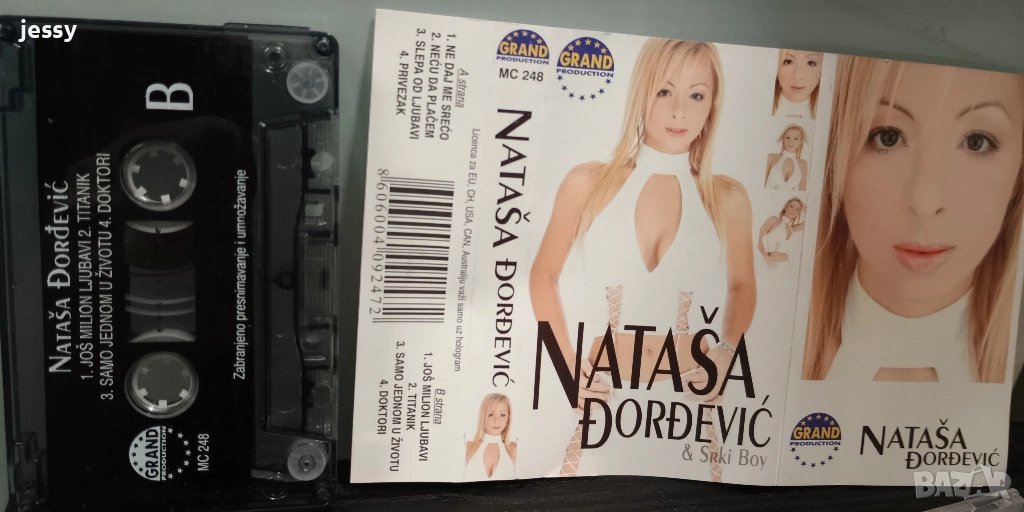 jessy
NATAŠA ĐORĐEVIĆ
1. JOŠ MILION LJUBAVI 2. TITANIK
3. SAMO JEDNOM U ŽIVOTU 4. DOKTORI
B
Zabranjeno presnimavanje i umnožavanje
GRAND
PRODUCTION
MC 248
A strana
1. NE DAJ ME SREĆO
2. NEĆU DA PLAČEM
3. SLEPA OD LJUBAVI
4. PRIVEZAK
Licenca za EU, CH, USA, CAN, Australiju važi samo uz hologram
8606004092472
B strana
1. JOŠ MILION LJUBAVI
2. TITANIK
3. SAMO JEDNOM U ŽIVOTU
4. DOKTORI
GRAND
PRODUCTION
MC 248
NATAŠA ĐORĐEVIĆ
GRAND
PRODUCTION
NATAŠA
ĐORĐEVIĆ
& Srki Boy
GRAND
PRODUCTION
NATAŠA
ĐORĐEVIĆ
BAZAR